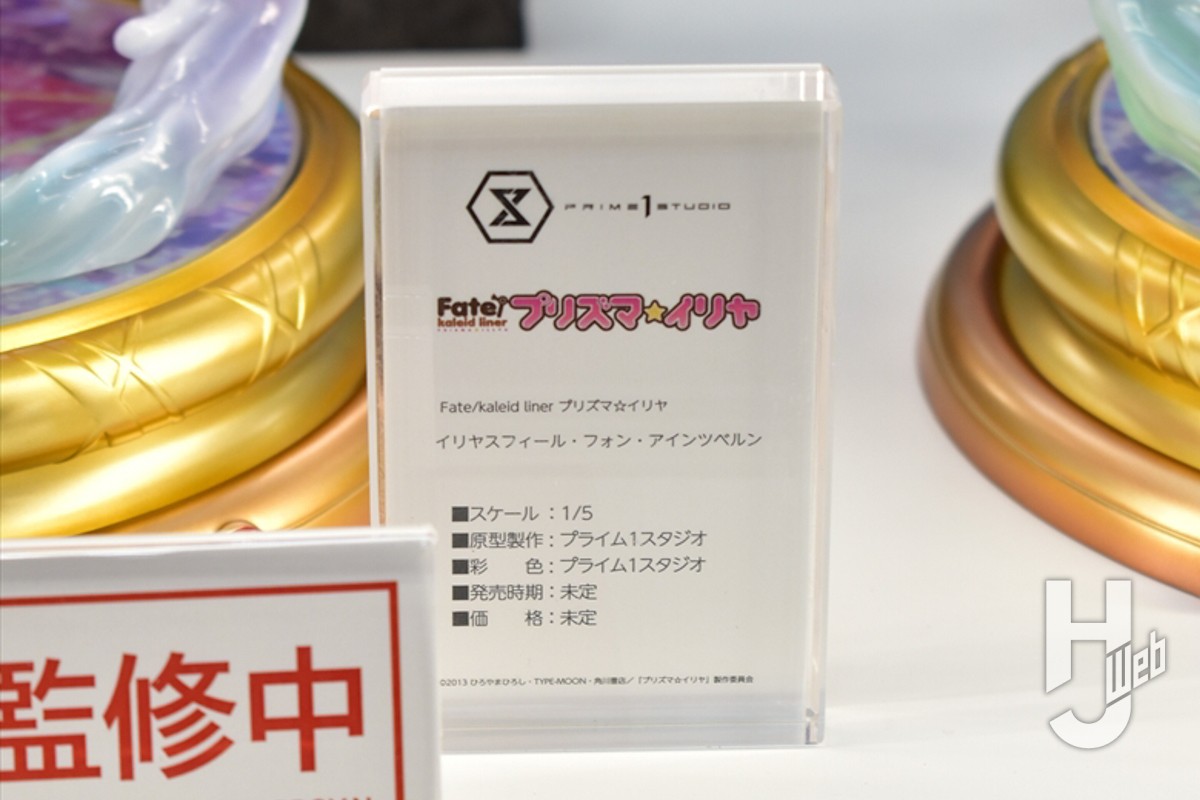 PRIME 1 STUDIO
Fate/
kaleid liner
プリズマ☆イリヤ
Fate/kaleid liner プリズマ☆イリヤ
イリヤスフィール・フォン・アインツベルン
■スケール：1/5
■原型製作：プライム1スタジオ
■彩　　色：プライム1スタジオ
■発売時期：未定
■価　　格：未定
©2013 ひろやまひろし・TYPE-MOON・角川書店／「プリズマ☆イリヤ」製作委員会
監修中
HJ Web